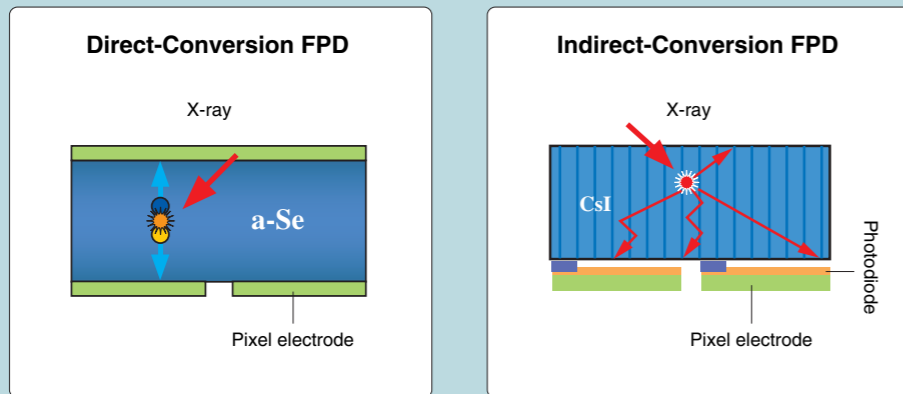 Direct-Conversion FPD
X-ray
a-Se
Pixel electrode
Indirect-Conversion FPD
X-ray
CsI
Photodiode
Pixel electrode